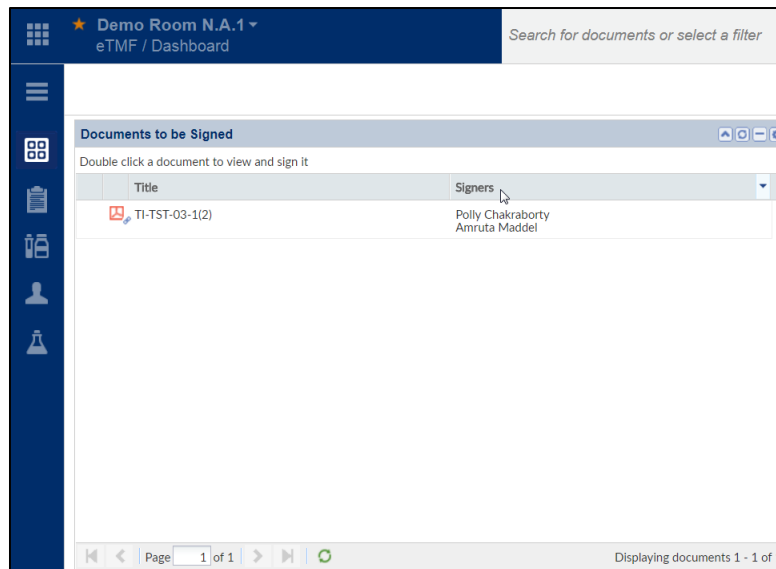 Demo Room N.A.1
eTMF / Dashboard
Search for documents or select a filter
Documents to be Signed
Double click a document to view and sign it
Title Signers
TI-TST-03-1(2) Polly Chakraborty
Amruta Maddel
Page 1 of 1 Displaying documents 1 - 1 of